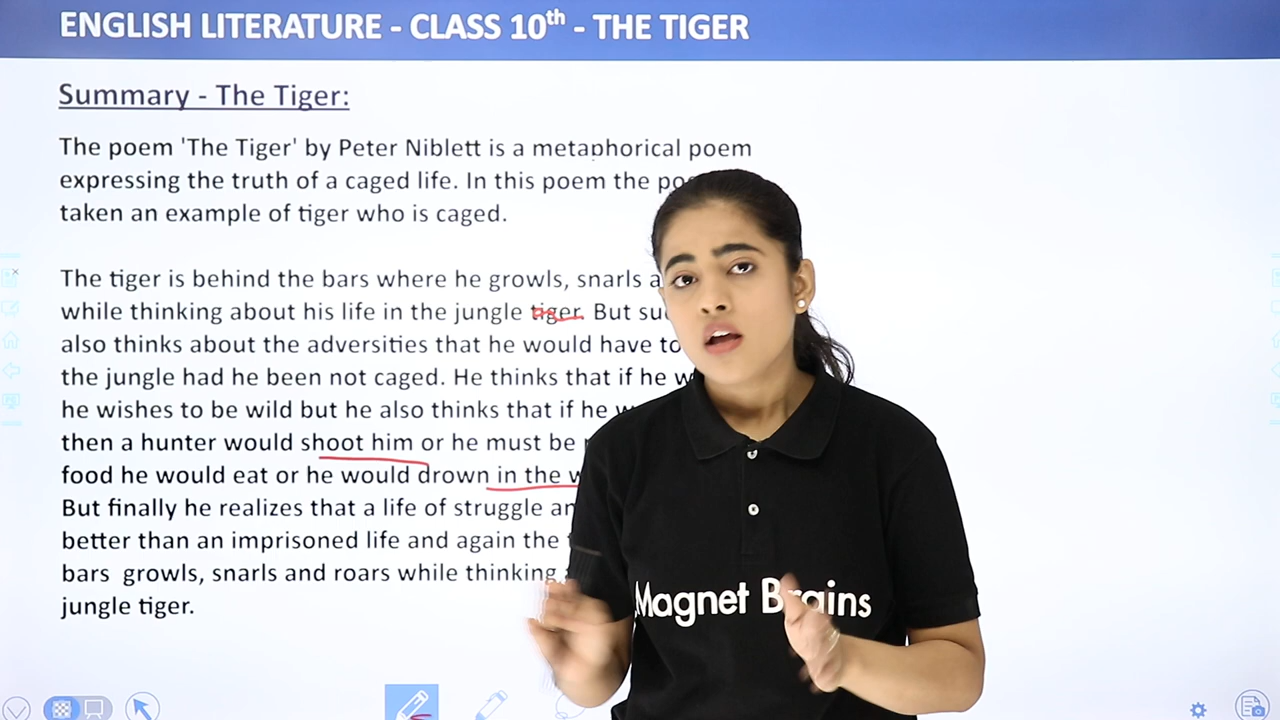 ENGLISH LITERATURE - CLASS 10th - THE TIGER
Summary - The Tiger:
The poem 'The Tiger' by Peter Niblett is a metaphorical poem
expressing the truth of a caged life. In this poem the
taken an example of tiger who is caged.
The tiger is behind the bars where he growls, snarls
while thinking about his life in the jungle tiger. But
also thinks about the adversities that he would have to
the jungle had he been not caged. He thinks that if he
he wishes to be wild but he also thinks that if he
then a hunter would shoot him or he must be
food he would eat or he would drown in the
But finally he realizes that a life of struggle
better than an imprisoned life and again the
bars growls, snarls and roars while thinking
jungle tiger.
Magnet Brains